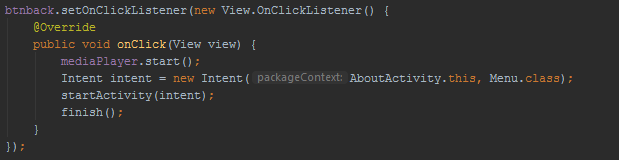 btnback.setOnClickListener(new View.OnClickListener() {
@Override
public void onClick(View view) {
mediaPlayer.start();
Intent intent = new Intent( packageContext: AboutActivity.this, Menu.class);
startActivity(intent);
finish();
}
});